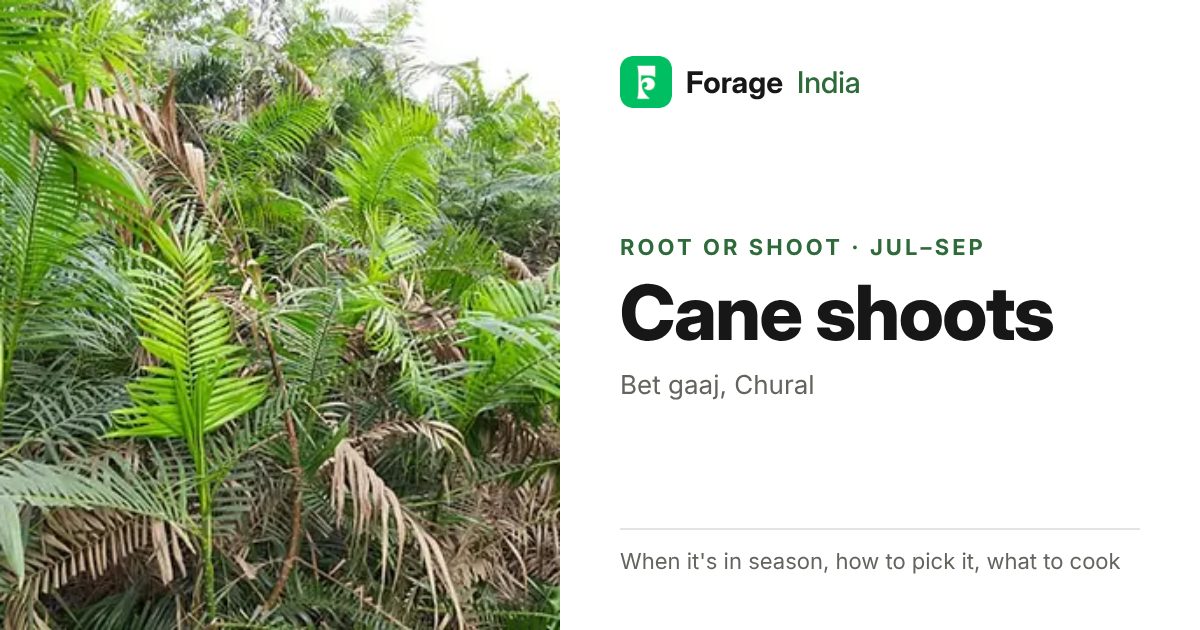 Forage India
ROOT OR SHOOT · JUL–SEP
Cane shoots
Bet gaaj, Chural
When it's in season, how to pick it, what to cook